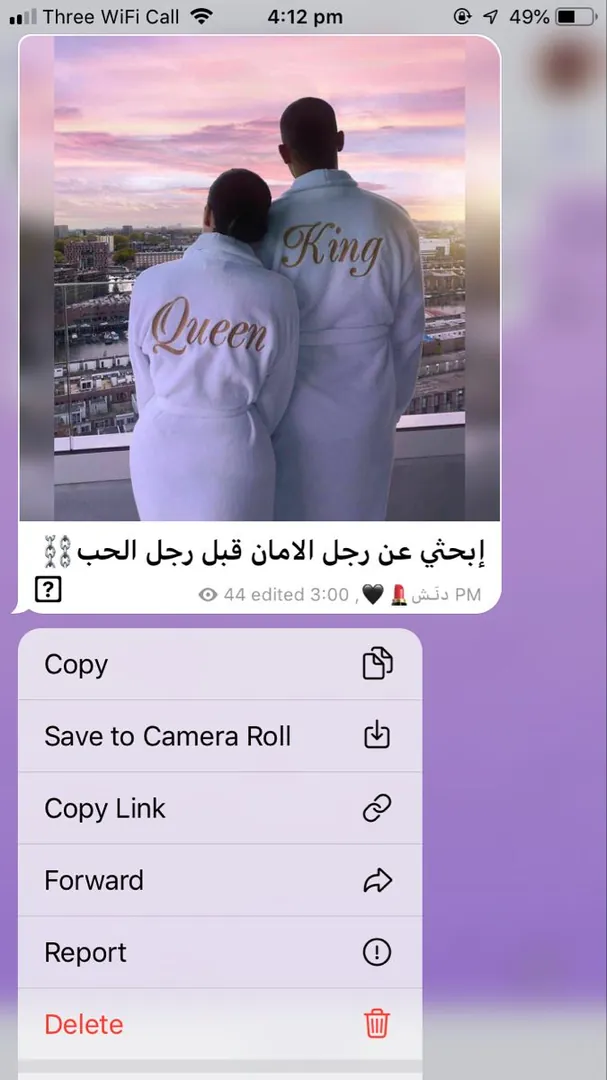 Three WiFi Call
4:12 pm
49%
King
Queen
إبحثي عن رجل الامان قبل رجل الحب⛓⛓
?
44 edited 3:00 ,🖤💄دتَش PM
Copy
Save to Camera Roll
Copy Link
Forward
Report
Delete